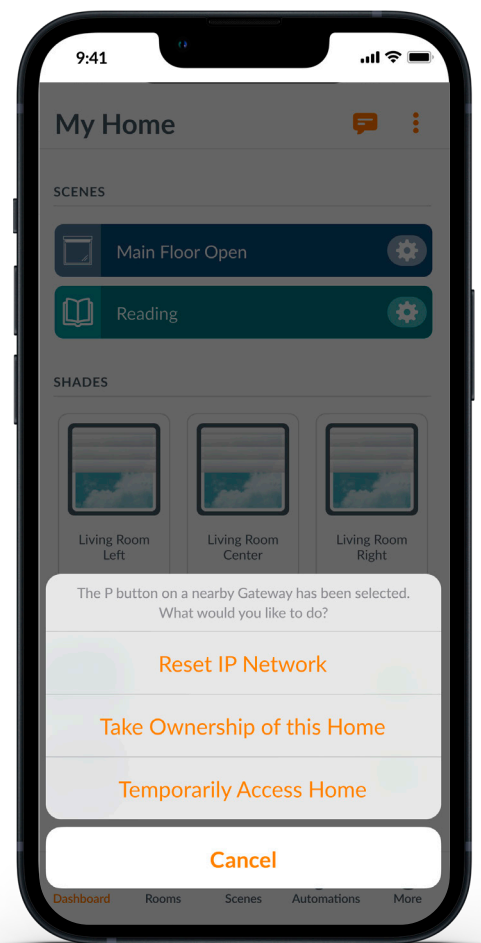 9:41
My Home
SCENES
Main Floor Open
Reading
SHADES
Living Room
Left
Living Room
Center
Living Room
Right
The P button on a nearby Gateway has been selected.
What would you like to do?
Reset IP Network
Take Ownership of this Home
Temporarily Access Home
Cancel
Dashboard
Rooms
Scenes
Automations
More